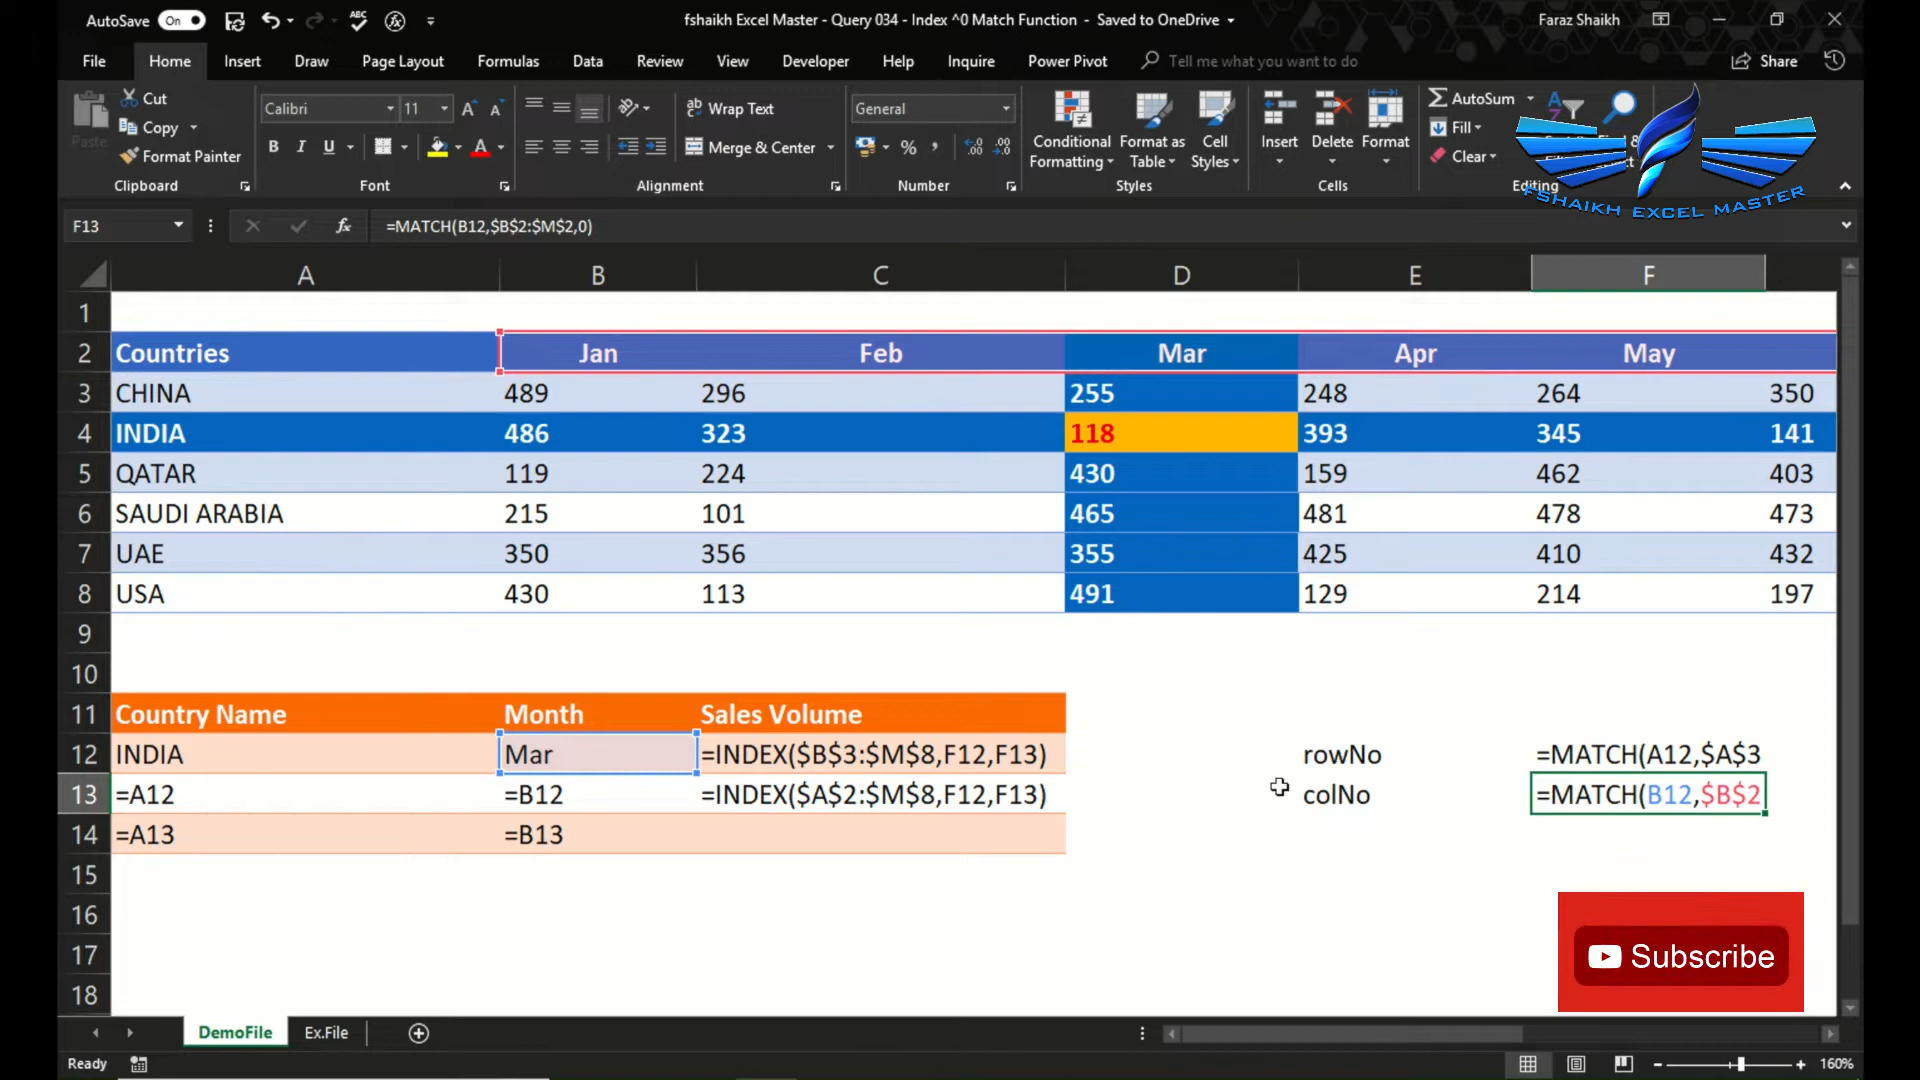 AutoSave On
fshaikh Excel Master - Query 034 - Index ^0 Match Function - Saved to OneDrive
Faraz Shaikh
File Home Insert Draw Page Layout Formulas Data Review View Developer Help Inquire Power Pivot Tell me what you want to do Share
Paste
Cut
Copy
Format Painter
Clipboard
Calibri 11
B I U
Font
Wrap Text
Merge & Center
Alignment
General
Number
Conditional Formatting
Format as Table
Cell Styles
Styles
Insert
Delete
Format
Cells
AutoSum
Fill
Clear
Editing
FSHAIKH EXCEL MASTER
F13 fx =MATCH(B12,$B$2:$M$2,0)
A B C D E F
1
2 Countries Jan Feb Mar Apr May
3 CHINA 489 296 255 248 264 350
4 INDIA 486 323 118 393 345 141
5 QATAR 119 224 430 159 462 403
6 SAUDI ARABIA 215 101 465 481 478 473
7 UAE 350 356 355 425 410 432
8 USA 430 113 491 129 214 197
9
10
11 Country Name Month Sales Volume
12 INDIA Mar =INDEX($B$3:$M$8,F12,F13) rowNo =MATCH(A12,$A$3
13 =A12 =B12 =INDEX($A$2:$M$8,F12,F13) colNo =MATCH(B12,$B$2
14 =A13 =B13
15
16
17
18
Subscribe
DemoFile Ex.File
Ready
160%